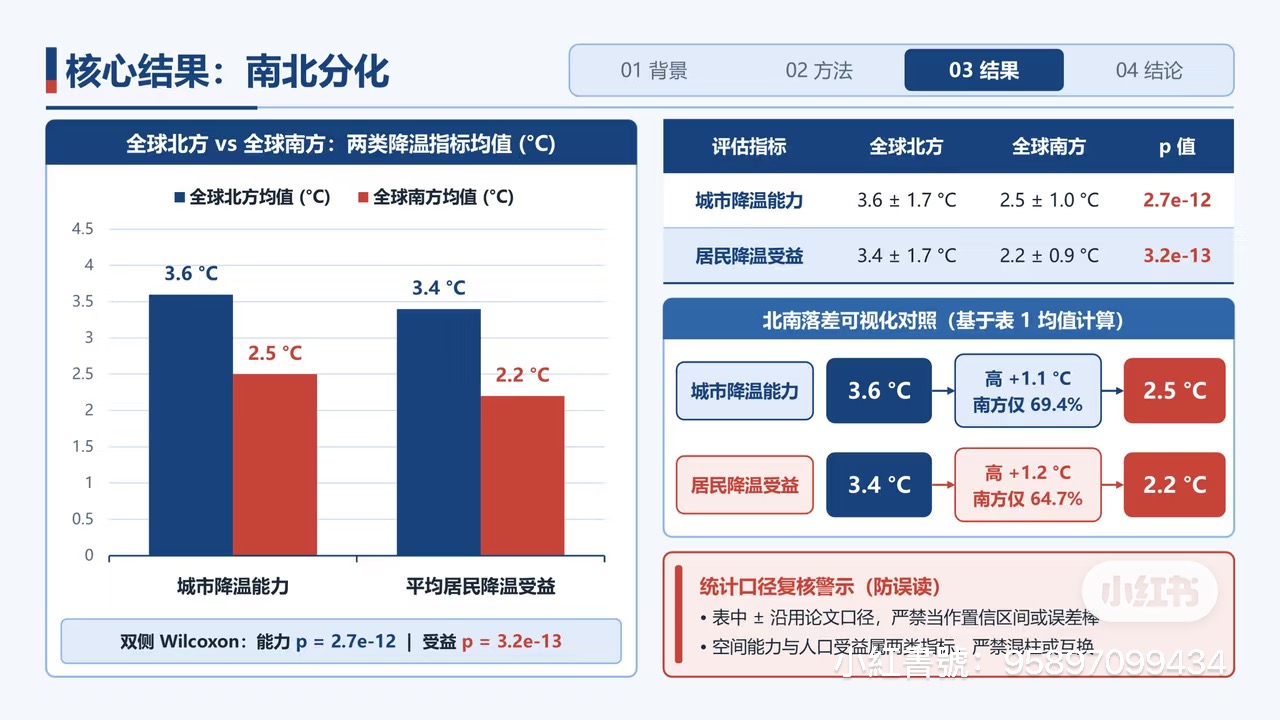 核心结果：南北分化
01 背景
02 方法
03 结果
04 结论
全球北方 vs 全球南方：两类降温指标均值 (°C)
全球北方均值 (°C)
全球南方均值 (°C)
4.5
4
3.5
3
2.5
2
1.5
1
0.5
0
3.6 °C
2.5 °C
3.4 °C
2.2 °C
城市降温能力
平均居民降温受益
双侧 Wilcoxon：能力 p = 2.7e-12 | 受益 p = 3.2e-13
评估指标 全球北方 全球南方 p 值
城市降温能力 3.6 ± 1.7 °C 2.5 ± 1.0 °C 2.7e-12
居民降温受益 3.4 ± 1.7 °C 2.2 ± 0.9 °C 3.2e-13
北南落差可视化对照（基于表 1 均值计算）
城市降温能力
3.6 °C
高 +1.1 °C
南方仅 69.4%
2.5 °C
居民降温受益
3.4 °C
高 +1.2 °C
南方仅 64.7%
2.2 °C
统计口径复核警示（防误读）
• 表中 ± 沿用论文口径，严禁当作置信区间或误差棒
• 空间能力与人口受益属两类指标，严禁混柱或互换
小红书
小紅書號：95897099434